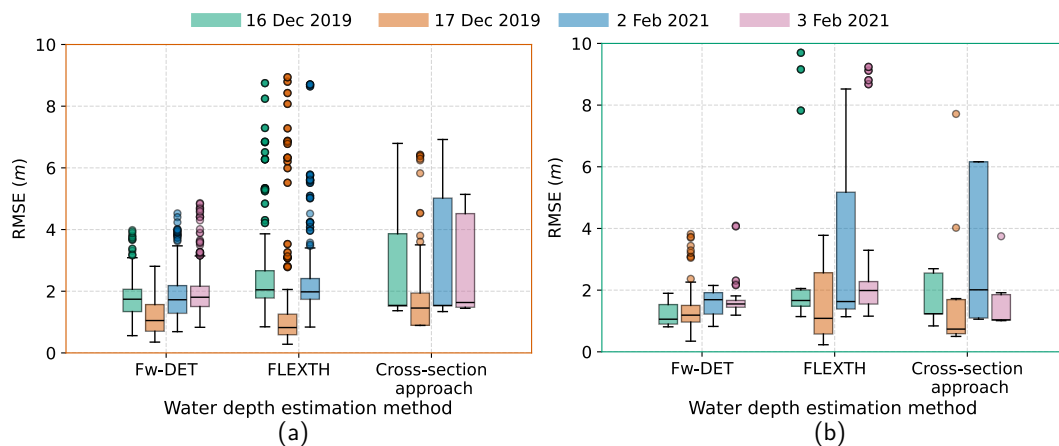 16 Dec 2019 17 Dec 2019 2 Feb 2021 3 Feb 2021
10
8
6
4
2
0
RMSE (m)
Fw-DET FLEXTH Cross-section
approach
Water depth estimation method
(a)
10
8
6
4
2
0
RMSE (m)
Fw-DET FLEXTH Cross-section
approach
Water depth estimation method
(b)